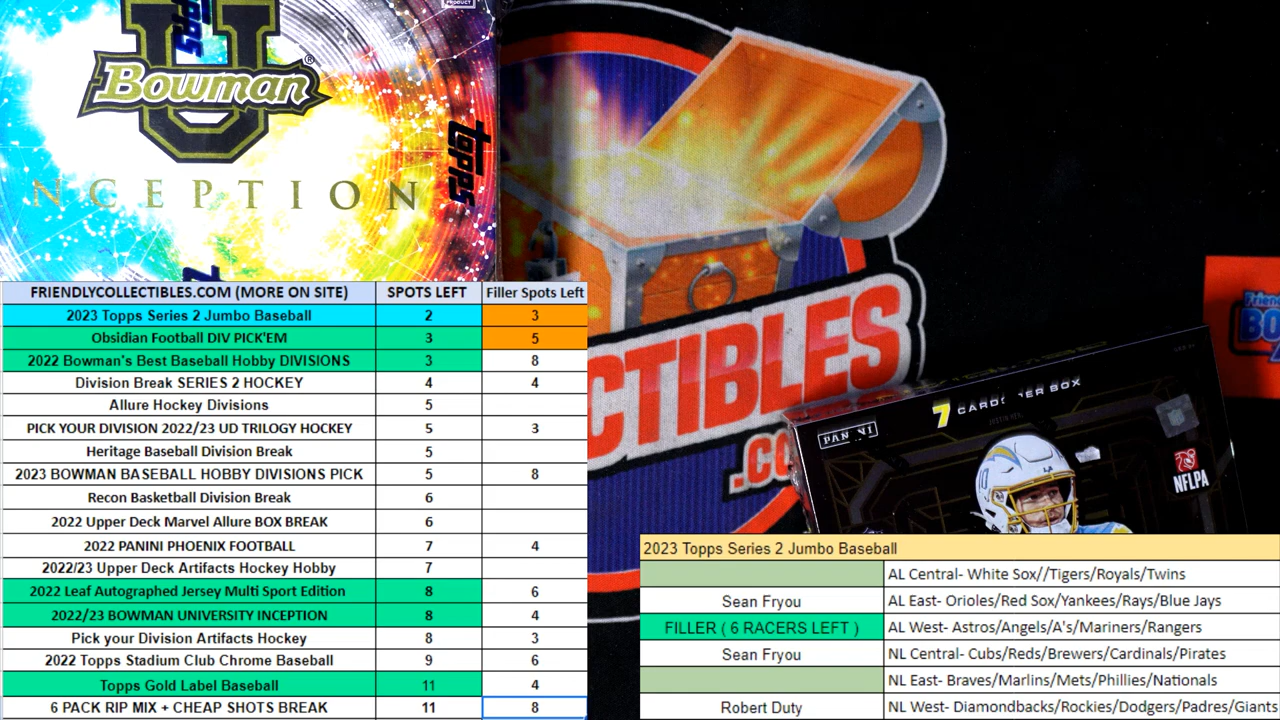 PRODUCT
U
Bowman®
NCEPTION
topps
topps
FRIENDLYCOLLECTIBLES.COM (MORE ON SITE) SPOTS LEFT Filler Spots Left
2023 Topps Series 2 Jumbo Baseball 2 3
Obsidian Football DIV PICK'EM 3 5
2022 Bowman's Best Baseball Hobby DIVISIONS 3 8
Division Break SERIES 2 HOCKEY 4 4
Allure Hockey Divisions 5
PICK YOUR DIVISION 2022/23 UD TRILOGY HOCKEY 5 3
Heritage Baseball Division Break 5
2023 BOWMAN BASEBALL HOBBY DIVISIONS PICK 5 8
Recon Basketball Division Break 6
2022 Upper Deck Marvel Allure BOX BREAK 6
2022 PANINI PHOENIX FOOTBALL 7 4
2022/23 Upper Deck Artifacts Hockey Hobby 7
2022 Leaf Autographed Jersey Multi Sport Edition 8 6
2022/23 BOWMAN UNIVERSITY INCEPTION 8 4
Pick your Division Artifacts Hockey 8 3
2022 Topps Stadium Club Chrome Baseball 9 6
Topps Gold Label Baseball 11 4
6 PACK RIP MIX + CHEAP SHOTS BREAK 11 8
CTIBLES
.CO
Frien
BO
PANINI
7 CARDS PER BOX
NFLPA
2023 Topps Series 2 Jumbo Baseball
AL Central- White Sox//Tigers/Royals/Twins
Sean Fryou AL East- Orioles/Red Sox/Yankees/Rays/Blue Jays
FILLER ( 6 RACERS LEFT ) AL West- Astros/Angels/A's/Mariners/Rangers
Sean Fryou NL Central- Cubs/Reds/Brewers/Cardinals/Pirates
NL East- Braves/Marlins/Mets/Phillies/Nationals
Robert Duty NL West- Diamondbacks/Rockies/Dodgers/Padres/Giants